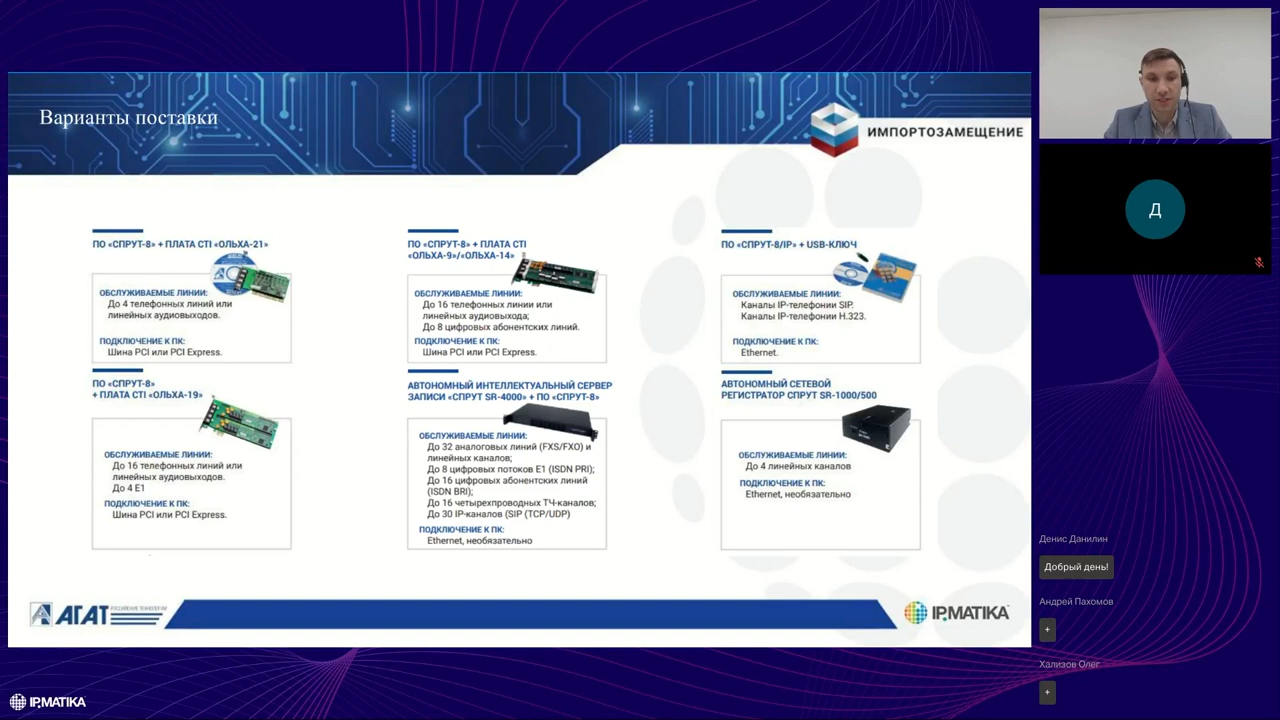 Варианты поставки
ИМПОРТОЗАМЕЩЕНИЕ
ПО «СПРУТ-8» + ПЛАТА CTI «ОЛЬХА-21»
ОБСЛУЖИВАЕМЫЕ ЛИНИИ:
До 4 телефонных линий или
линейных аудиовыходов.
ПОДКЛЮЧЕНИЕ К ПК:
Шина PCI или PCI Express.
ПО «СПРУТ-8» + ПЛАТА CTI
«ОЛЬХА-9»/«ОЛЬХА-14»
ОБСЛУЖИВАЕМЫЕ ЛИНИИ:
До 16 телефонных линии или
линейных аудиовыхода;
До 8 цифровых абонентских линий.
ПОДКЛЮЧЕНИЕ К ПК:
Шина PCI или PCI Express.
ПО «СПРУТ-8/IP» + USB-КЛЮЧ
ОБСЛУЖИВАЕМЫЕ ЛИНИИ:
Каналы IP-телефонии SIP.
Каналы IP-телефонии H.323.
ПОДКЛЮЧЕНИЕ К ПК:
Ethernet.
ПО «СПРУТ-8»
+ ПЛАТА CTI «ОЛЬХА-19»
ОБСЛУЖИВАЕМЫЕ ЛИНИИ:
До 16 телефонных линий или
линейных аудиовыходов.
До 4 E1
ПОДКЛЮЧЕНИЕ К ПК:
Шина PCI или PCI Express.
АВТОНОМНЫЙ ИНТЕЛЛЕКТУАЛЬНЫЙ СЕРВЕР
ЗАПИСИ «СПРУТ SR-4000» + ПО «СПРУТ-8»
ОБСЛУЖИВАЕМЫЕ ЛИНИИ:
До 32 аналоговых линий (FXS/FXO) и
линейных каналов;
До 8 цифровых потоков E1 (ISDN PRI);
До 16 цифровых абонентских линий
(ISDN BRI);
До 16 четырехпроводных ТЧ-каналов;
До 30 IP-каналов (SIP (TCP/UDP)
ПОДКЛЮЧЕНИЕ К ПК:
Ethernet, необязательно
АВТОНОМНЫЙ СЕТЕВОЙ
РЕГИСТРАТОР СПРУТ SR-1000/500
ОБСЛУЖИВАЕМЫЕ ЛИНИИ:
До 4 линейных каналов
ПОДКЛЮЧЕНИЕ К ПК:
Ethernet, необязательно
АГАТ
РОССИЙСКИЕ ТЕХНОЛОГИИ
IPMATIKA
IPMATIKA
Д
Денис Данилин
Добрый день!
Андрей Пахомов
+
Хализов Олег
+